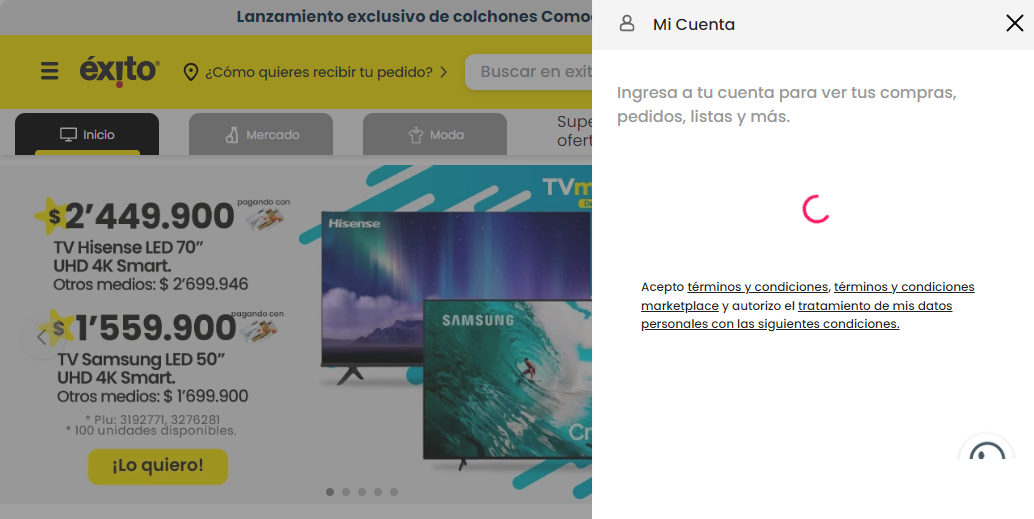 Lanzamiento exclusivo de colchones Como
éxito
¿Cómo quieres recibir tu pedido?
Buscar en exit
Inicio
Mercado
Moda
Supe
ofert
TVm
$2’449.900
pagando con
TV Hisense LED 70”
UHD 4K Smart.
Otros medios: $ 2’699.946
$1’559.900
pagando con
TV Samsung LED 50”
UHD 4K Smart.
Otros medios: $ 1’699.900
* Plu: 3192771, 3276281
* 100 unidades disponibles.
¡Lo quiero!
Hisense
SAMSUNG
Cr
Mi Cuenta
Ingresa a tu cuenta para ver tus compras,
pedidos, listas y más.
Acepto términos y condiciones, términos y condiciones
marketplace y autorizo el tratamiento de mis datos
personales con las siguientes condiciones.